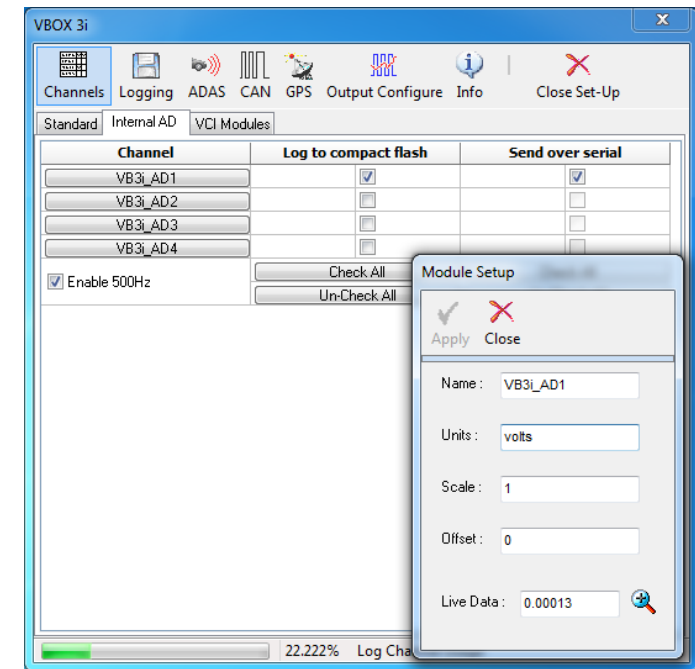 VBOX 3i
Channels Logging ADAS CAN GPS Output Configure Info Close Set-Up
Standard Internal AD VCI Modules
Channel Log to compact flash Send over serial
VB3i_AD1
VB3i_AD2
VB3i_AD3
VB3i_AD4
Enable 500Hz
Check All
Un-Check All
Module Setup
Apply Close
Name : VB3i_AD1
Units : volts
Scale : 1
Offset : 0
Live Data : 0.00013
22.222% Log